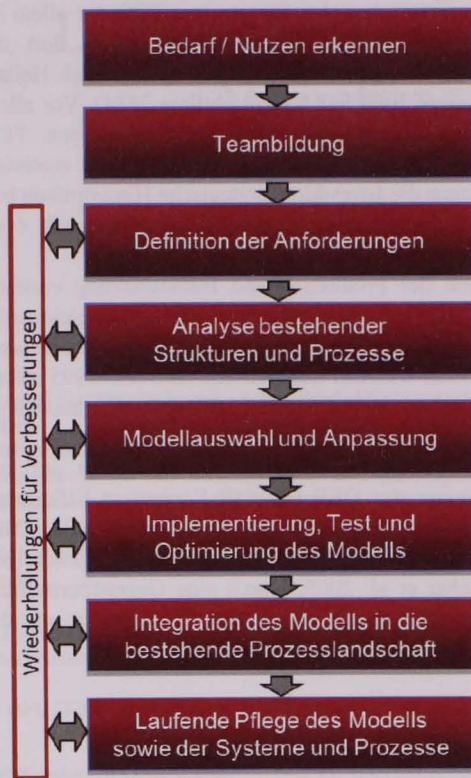 Bedarf / Nutzen erkennen
Teambildung
Definition der Anforderungen
Analyse bestehender
Strukturen und Prozesse
Modellauswahl und Anpassung
Implementierung, Test und
Optimierung des Modells
Integration des Modells in die
bestehende Prozesslandschaft
Laufende Pflege des Modells
sowie der Systeme und Prozesse
Wiederholungen für Verbesserungen